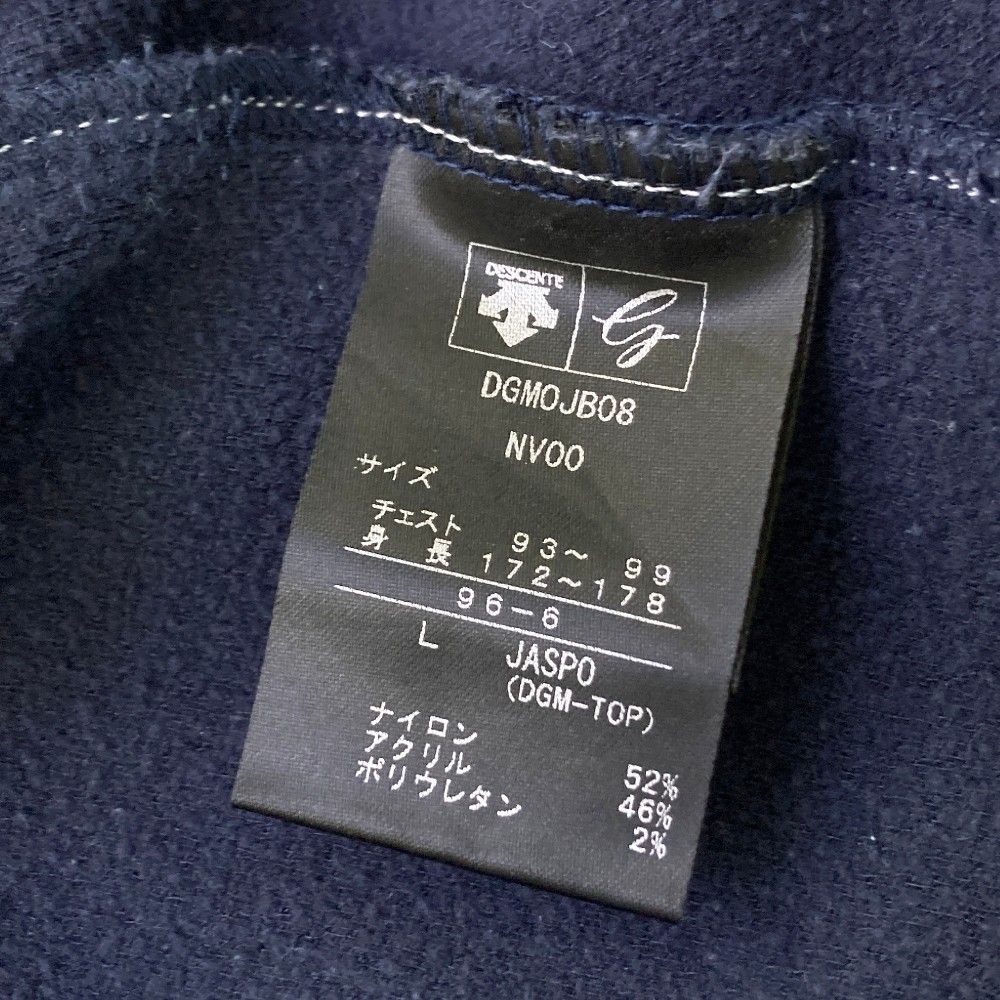 DESCENTE G
DGMOJB08
NV00
サイズ
チェスト 93～ 99
身 長 172～178
96－6
L JASPO
(DGM-TOP)
ナイロン 52%
アクリル 46%
ポリウレタン 2%